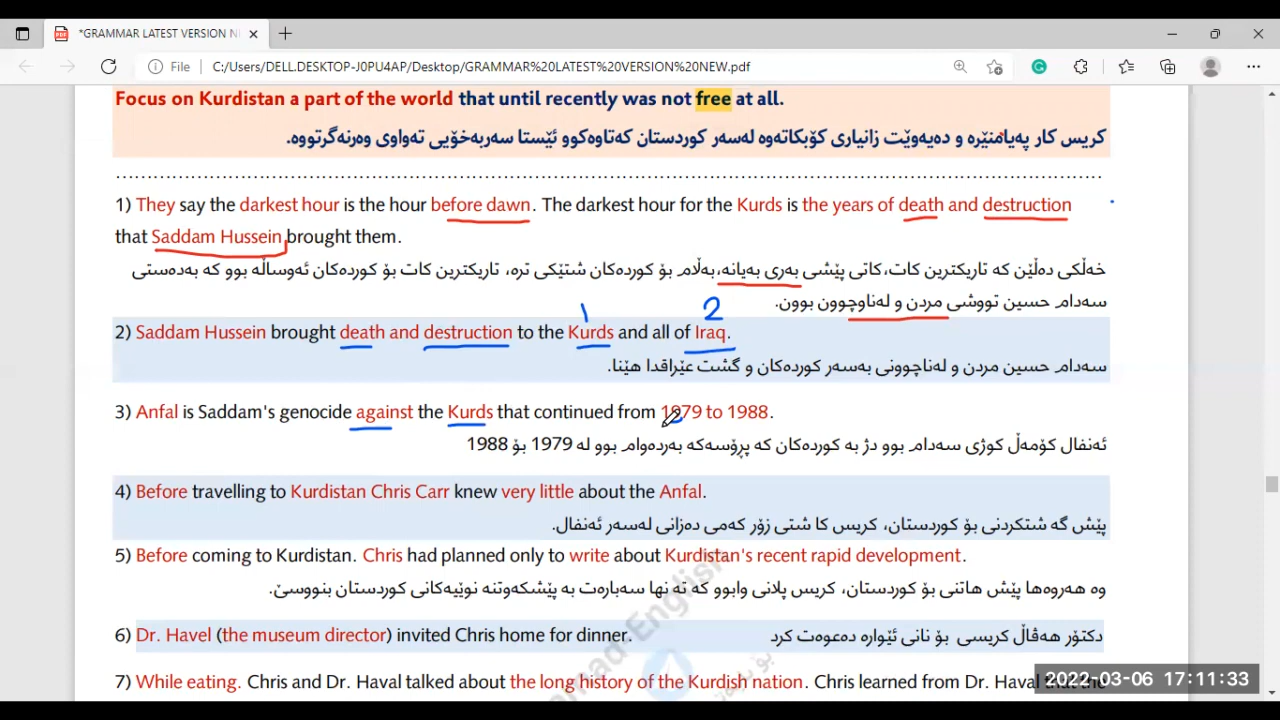 *GRAMMAR LATEST VERSION NE
File C:/Users/DELL.DESKTOP-J0PU4AP/Desktop/GRAMMAR%20LATEST%20VERSION%20NEW.pdf
Focus on Kurdistan a part of the world that until recently was not free at all.
کریس کار پەیامنێرە و دەیەوێت زانیاری کۆبکاتەوە لەسەر کوردستان کەتاوەکوو ئێستا سەربەخۆیی تەواوی وەرنەگرتووە.
1) They say the darkest hour is the hour before dawn. The darkest hour for the Kurds is the years of death and destruction
that Saddam Hussein brought them.
خەڵکی دەڵێن کە تاریکترین کات، کاتی پێشی بەری بەیانە، بەڵام بۆ کوردەکان شتێکی ترە، تاریکترین کات بۆ کوردەکان ئەوساڵە بوو کە بەدەستی
سەدام حسین تووشی مردن و لەناوچوون بوون.
1 2
2) Saddam Hussein brought death and destruction to the Kurds and all of Iraq.
سەدام حسین مردن و لەناچوونی بەسەر کوردەکان و گشت عێراقدا هێنا.
3) Anfal is Saddam's genocide against the Kurds that continued from 1979 to 1988.
ئەنفال کۆمەڵ کوژی سەدام بوو دژ بە کوردەکان کە پڕۆسەکە بەردەوام بوو لە 1979 بۆ 1988
4) Before travelling to Kurdistan Chris Carr knew very little about the Anfal.
پێش گە شتکردنی بۆ کوردستان، کریس کا شتی زۆر کەمی دەزانی لەسەر ئەنفال.
5) Before coming to Kurdistan. Chris had planned only to write about Kurdistan's recent rapid development.
وە هەروەها پێش هاتنی بۆ کوردستان، کریس پلانی وابوو کە تە نها سەبارەت بە پێشکەوتنە نوێیەکانی کوردستان بنووسێ.
6) Dr. Havel (the museum director) invited Chris home for dinner. دکتۆر هەڤاڵ کریسی بۆ نانی ئێوارە دەعوەت کرد
7) While eating. Chris and Dr. Haval talked about the long history of the Kurdish nation. Chris learned from Dr. Haval that the
2022-03-06 17:11:33